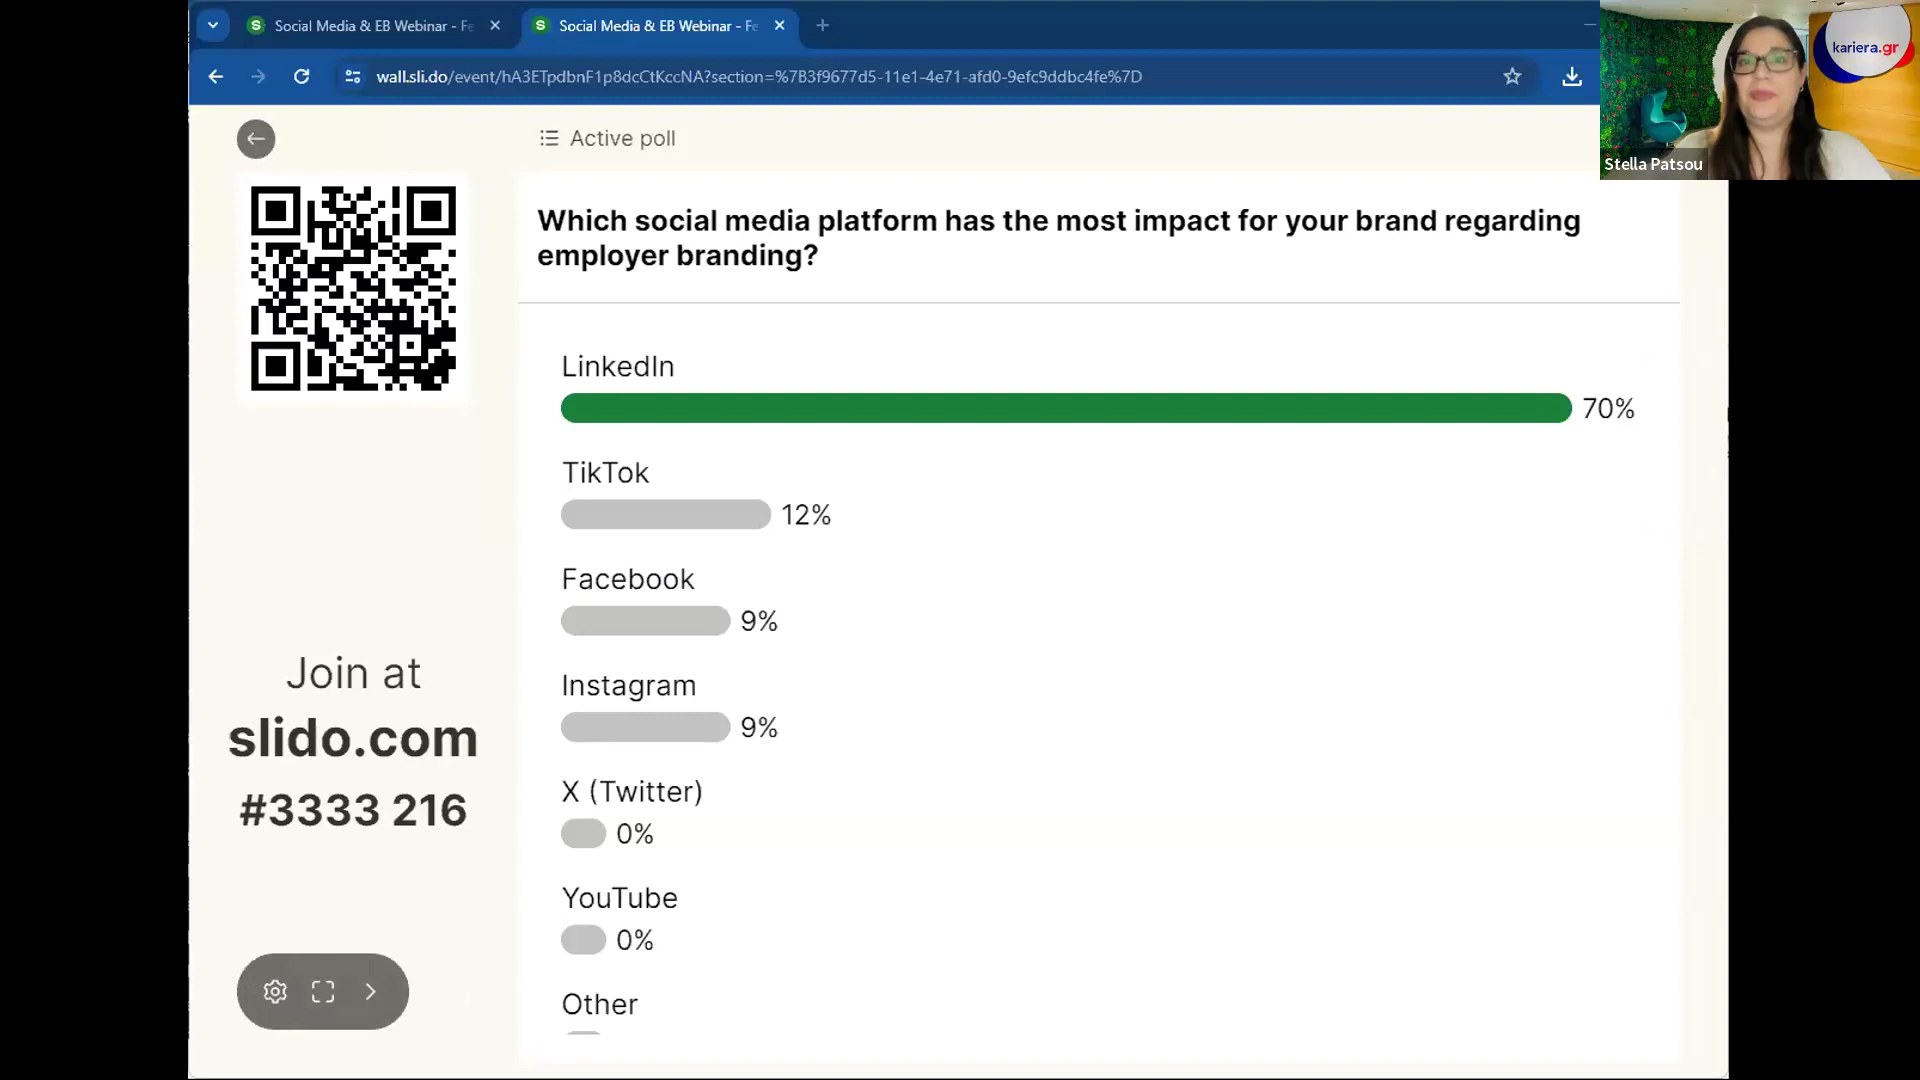 Social Media & EB Webinar - Fe
Social Media & EB Webinar - Fe
wall.sli.do/event/hA3ETpdbnF1p8dcCtKccNA?section=%7B3f9677d5-11e1-4e71-afd0-9efc9ddbc4fe%7D
kariera.gr
Stella Patsou
Active poll
Which social media platform has the most impact for your brand regarding
employer branding?
LinkedIn
70%
TikTok
12%
Facebook
9%
Instagram
9%
X (Twitter)
0%
YouTube
0%
Other
Join at
slido.com
#3333 216